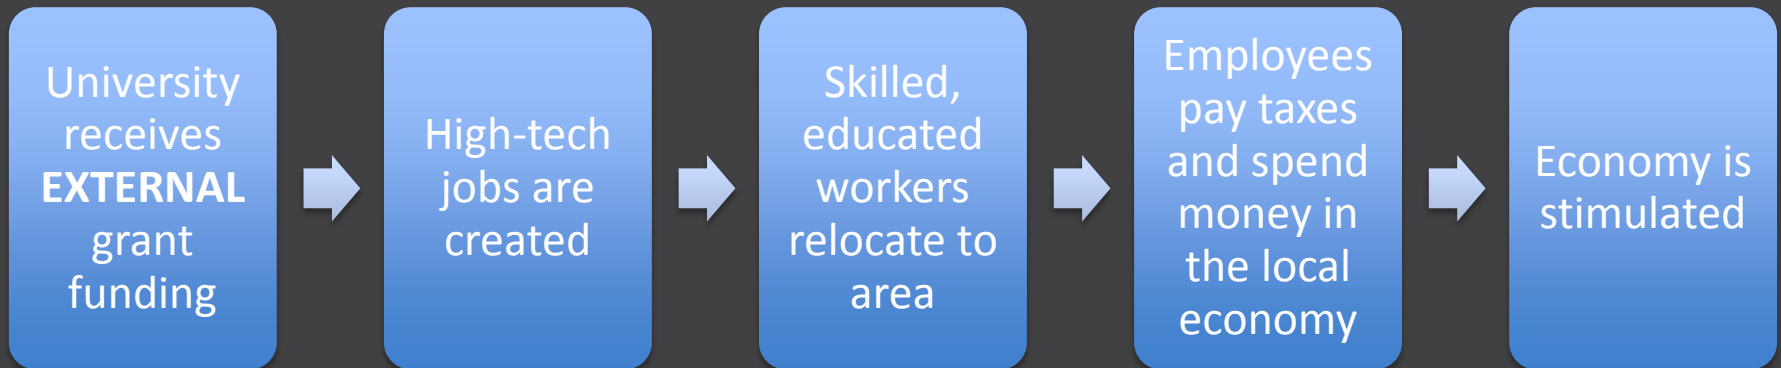 University
receives
EXTERNAL
grant
funding
High-tech
jobs are
created
Skilled,
educated
workers
relocate to
area
Employees
pay taxes
and spend
money in
the local
economy
Economy is
stimulated